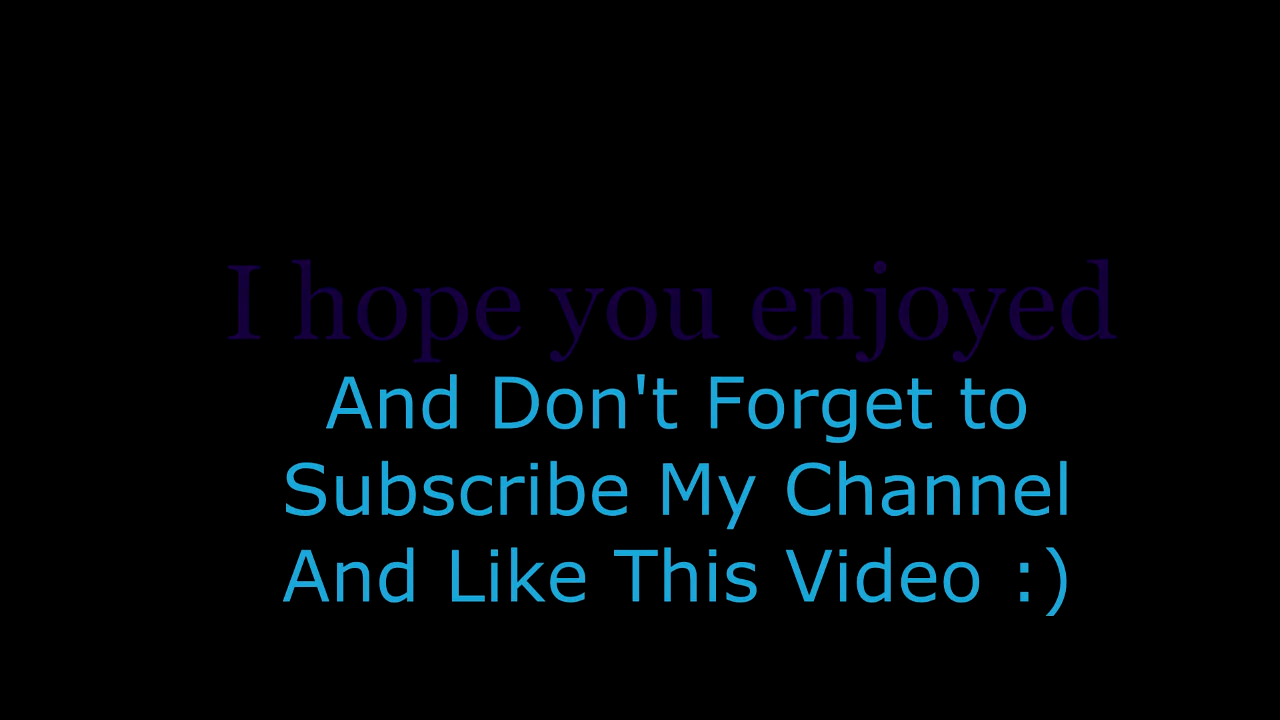 I hope you enjoyed
And Don't Forget to
Subscribe My Channel
And Like This Video :)